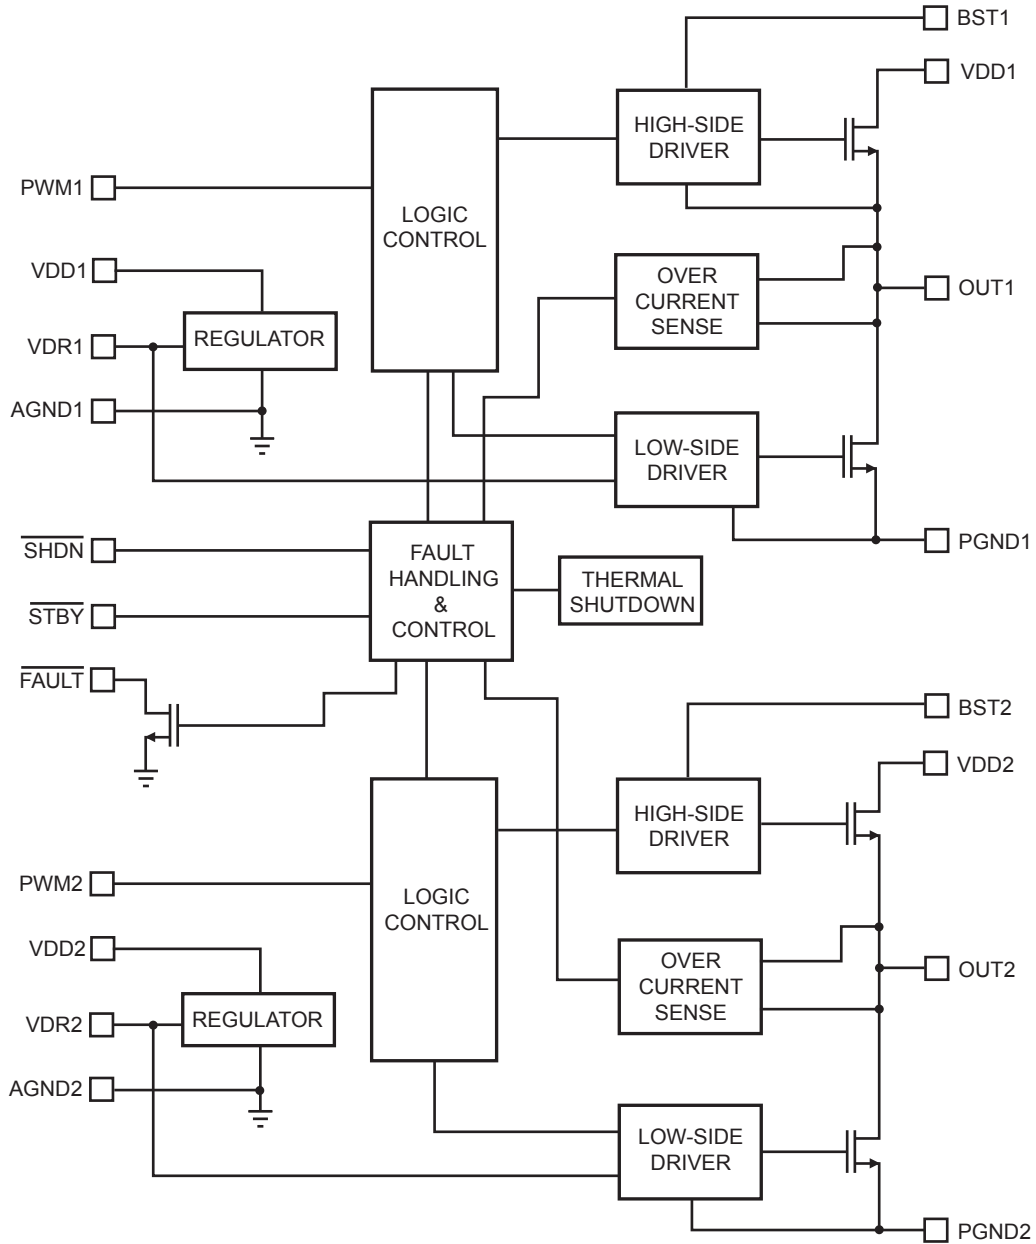 BST1
VDD1
HIGH-SIDE
DRIVER
PWM1
LOGIC
CONTROL
VDD1
OVER
CURRENT
SENSE
OUT1
REGULATOR
VDR1
AGND1
LOW-SIDE
DRIVER
SHDN
FAULT
HANDLING
&
CONTROL
PGND1
THERMAL
SHUTDOWN
STBY
FAULT
BST2
VDD2
HIGH-SIDE
DRIVER
PWM2
LOGIC
CONTROL
VDD2
OVER
CURRENT
SENSE
OUT2
REGULATOR
VDR2
AGND2
LOW-SIDE
DRIVER
PGND2